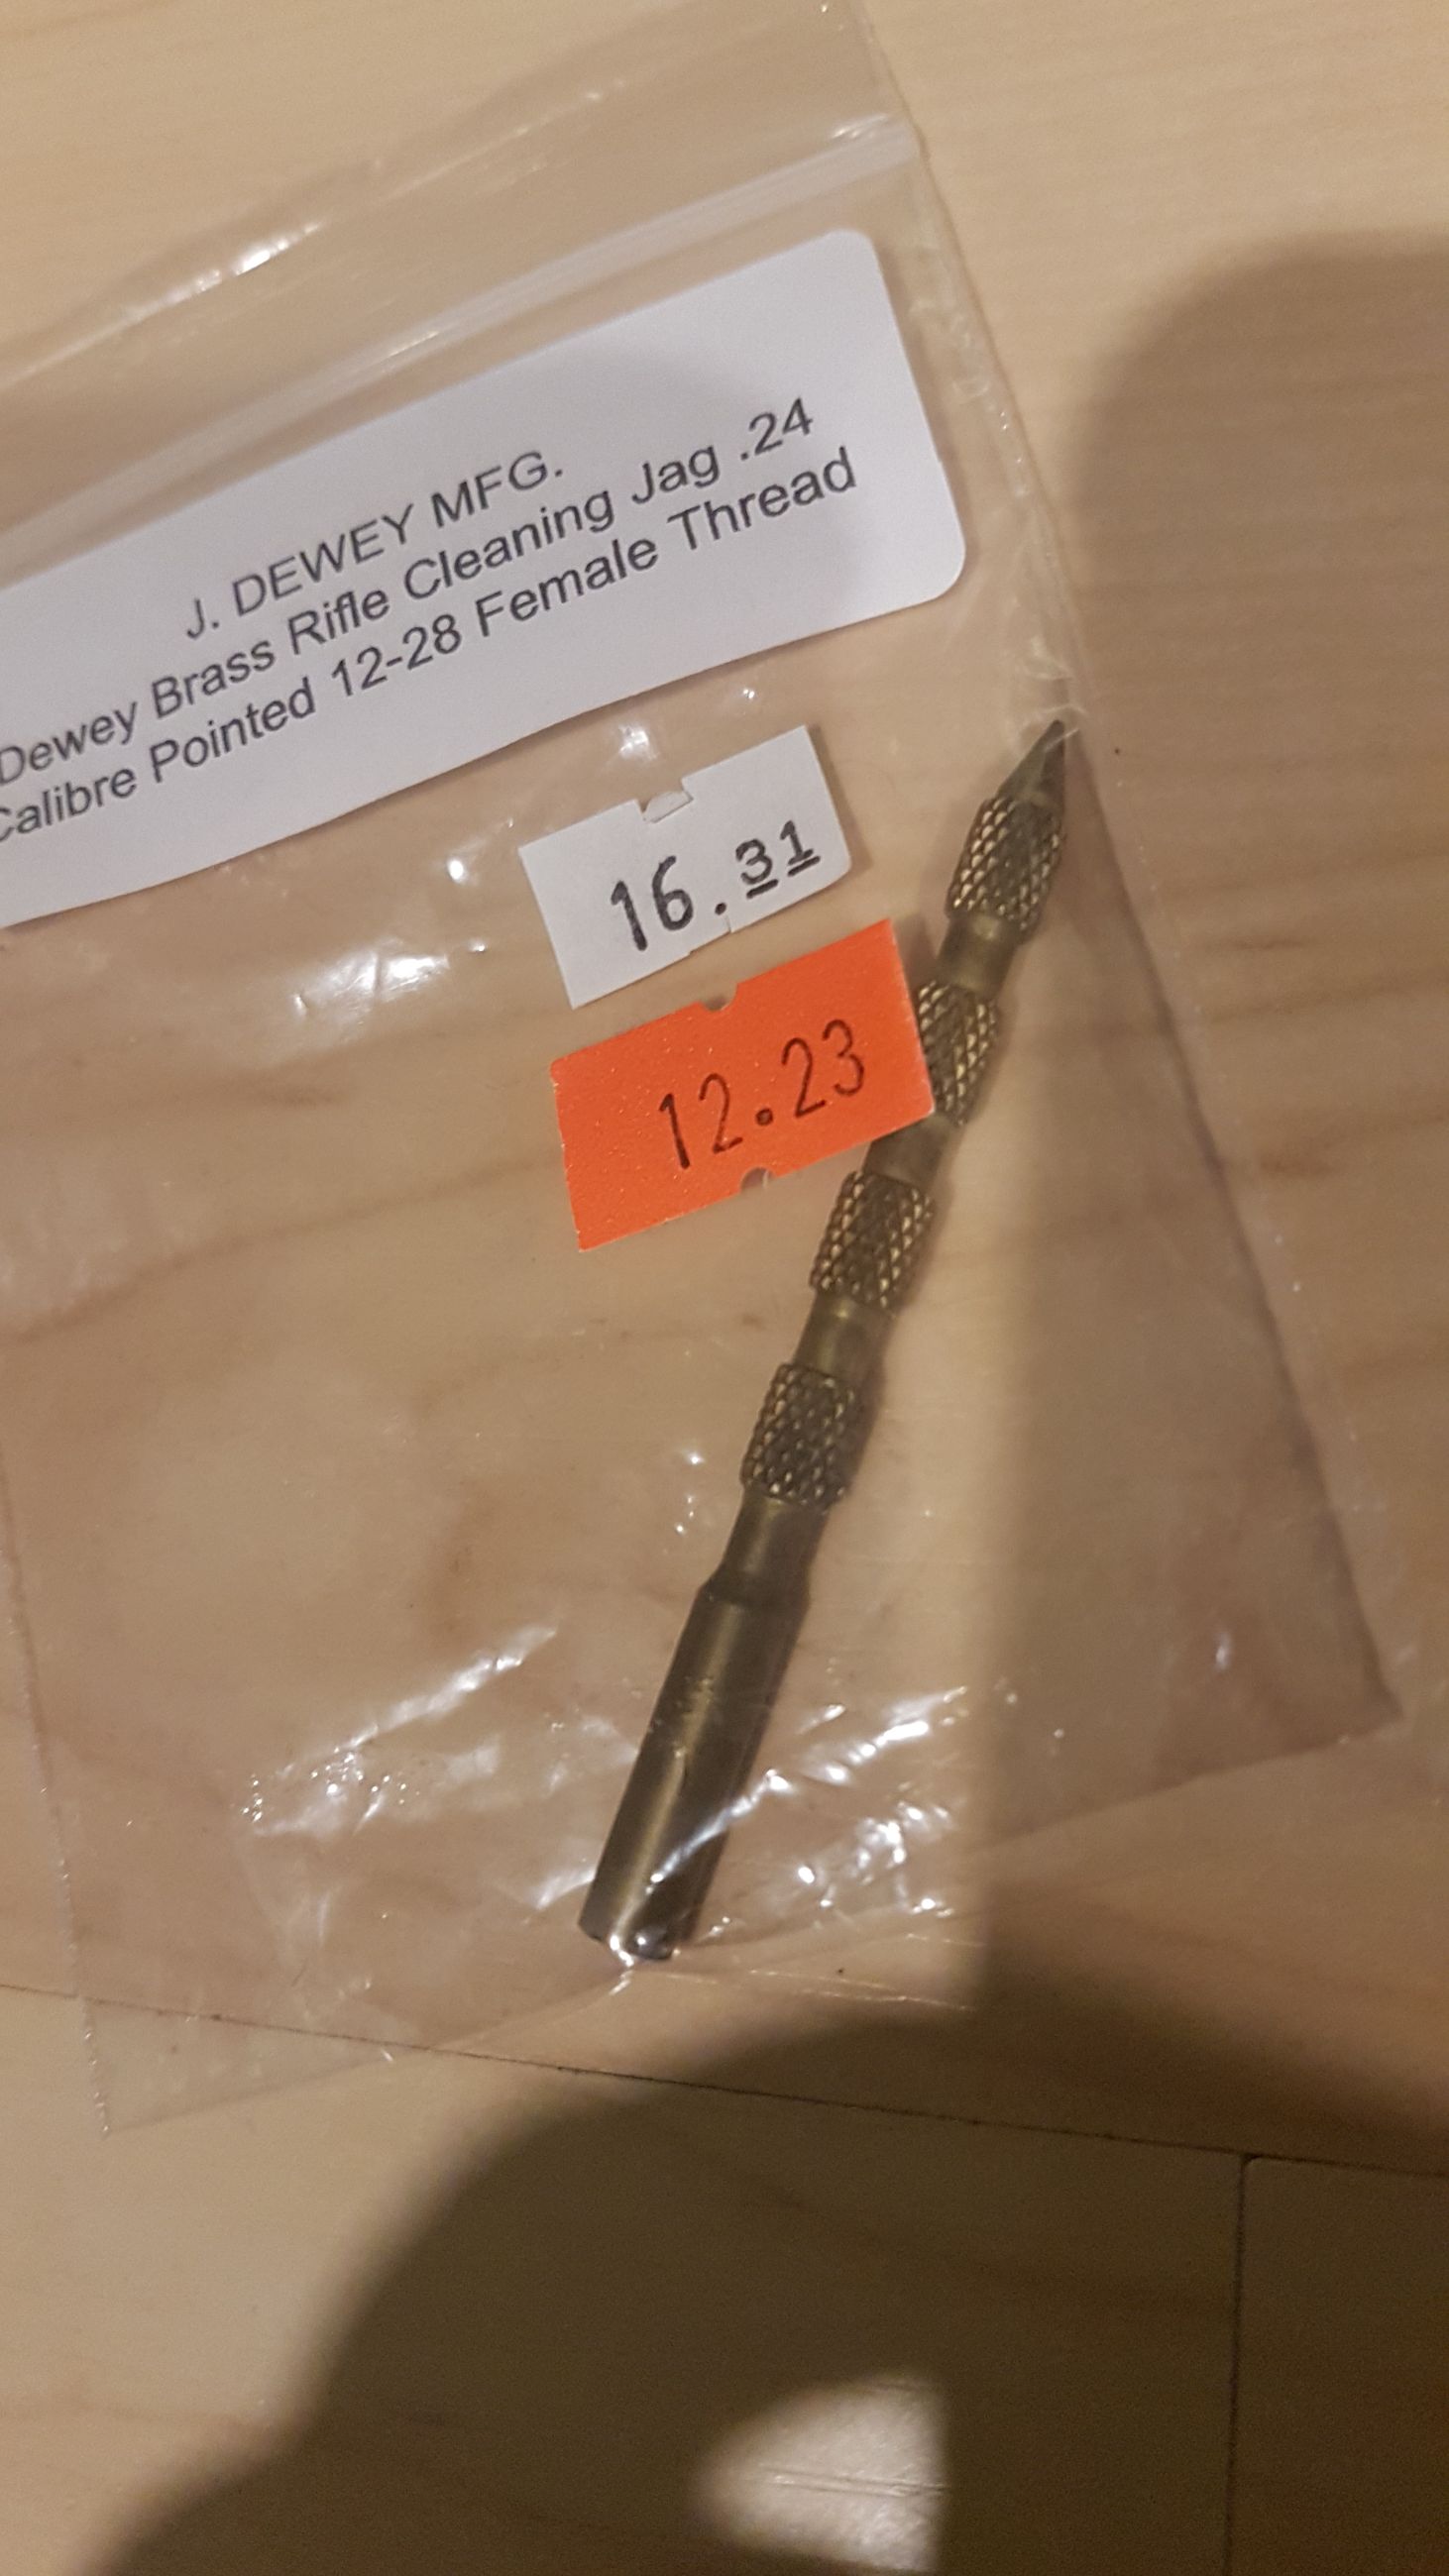 J. DEWEY MFG.
Dewey Brass Rifle Cleaning Jag .24
Calibre Pointed 12-28 Female Thread
16.31
12.23